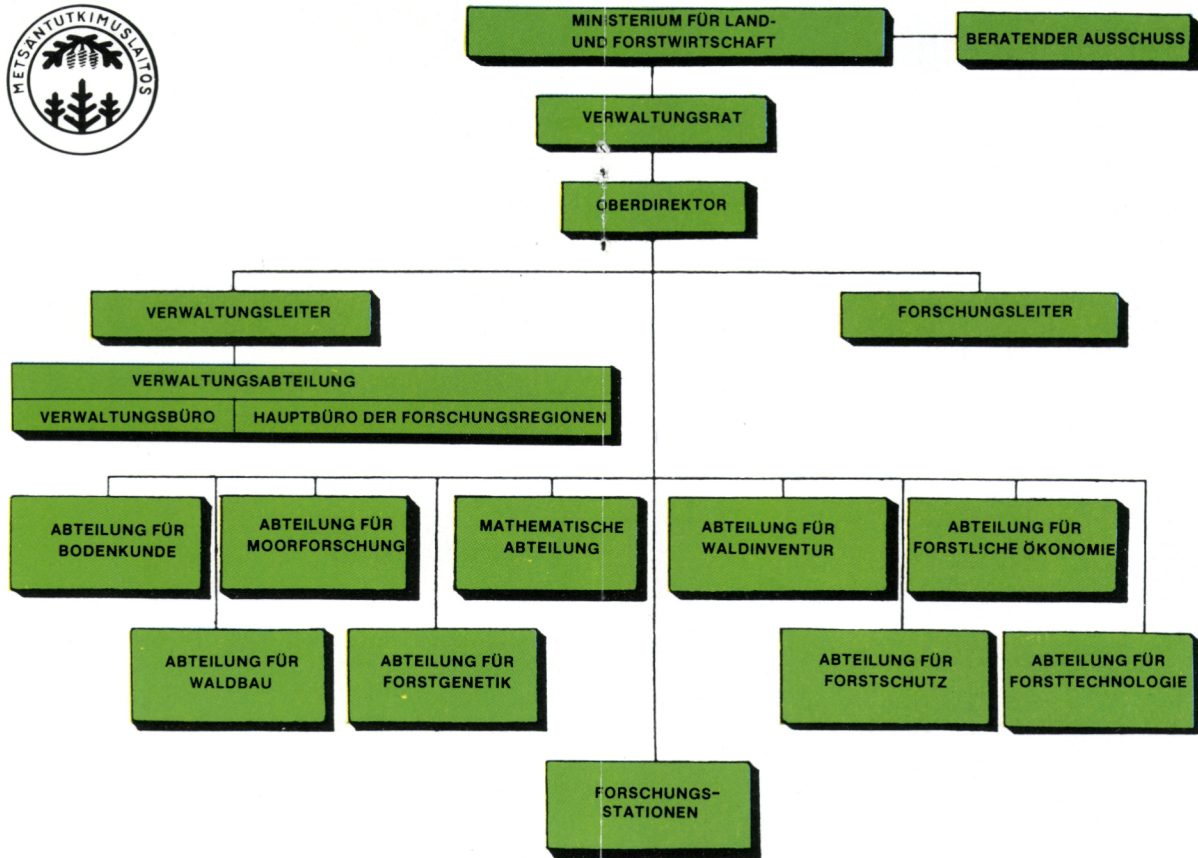 METSÄNTUTKIMUSLAITOS
MINISTERIUM FÜR LAND-
UND FORSTWIRTSCHAFT
BERATENDER AUSSCHUSS
VERWALTUNGSRAT
OBERDIREKTOR
VERWALTUNGSLEITER
FORSCHUNGSLEITER
VERWALTUNGSABTEILUNG
VERWALTUNGSBÜRO
HAUPTBÜRO DER FORSCHUNGSREGIONEN
ABTEILUNG FÜR
BODENKUNDE
ABTEILUNG FÜR
MOORFORSCHUNG
MATHEMATISCHE
ABTEILUNG
ABTEILUNG FÜR
WALDINVENTUR
ABTEILUNG FÜR
FORSTL!CHE ÖKONOMIE
ABTEILUNG FÜR
WALDBAU
ABTEILUNG FÜR
FORSTGENETIK
ABTEILUNG FÜR
FORSTSCHUTZ
ABTEILUNG FÜR
FORSTTECHNOLOGIE
FORSCHUNGS-
STATIONEN